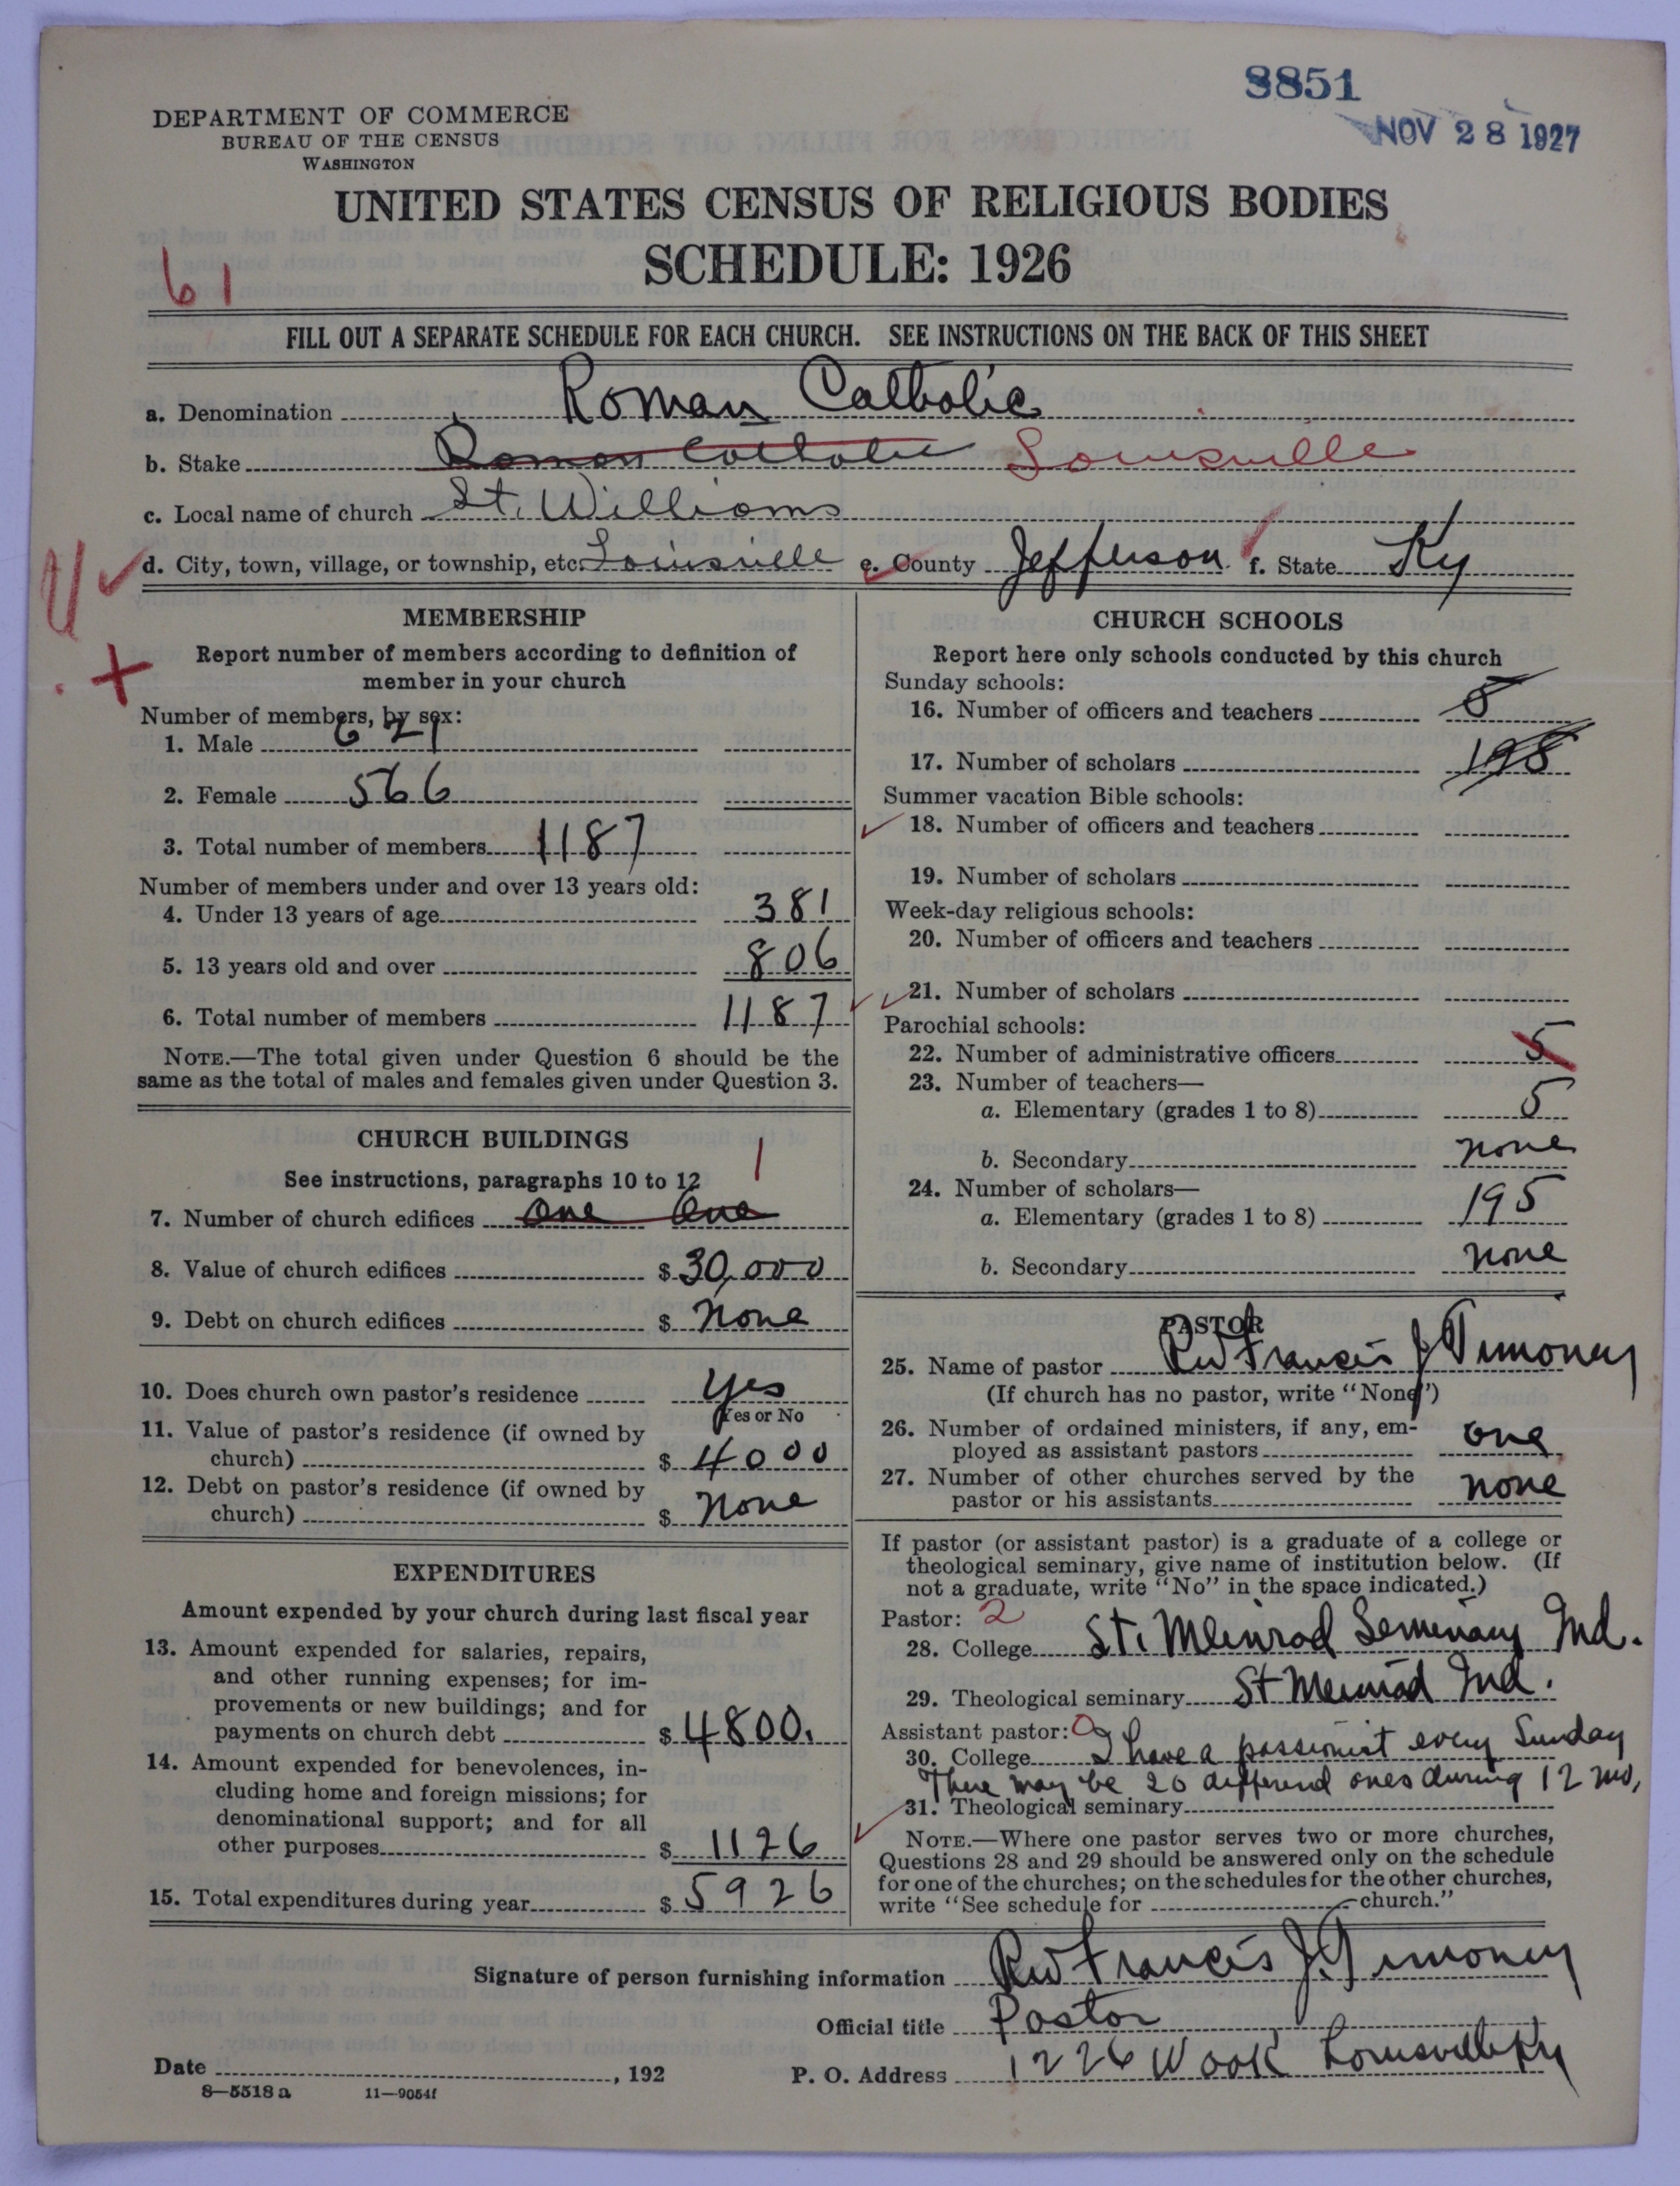 8851
NOV 28 1927
DEPARTMENT OF COMMERCE
BUREAU OF THE CENSUS
WASHINGTON
UNITED STATES CENSUS OF RELIGIOUS BODIES
SCHEDULE: 1926
61
FILL OUT A SEPARATE SCHEDULE FOR EACH CHURCH. SEE INSTRUCTIONS ON THE BACK OF THIS SHEET
a. Denomination Roman Catholic
b. Stake Roman Catholic Louisville
c. Local name of church St. Williams
d. City, town, village, or township, etc. Louisville e. County Jefferson f. State Ky
MEMBERSHIP
Report number of members according to definition of
member in your church
Number of members, by sex:
1. Male 621
2. Female 566
3. Total number of members 1187
Number of members under and over 13 years old:
4. Under 13 years of age 381
5. 13 years old and over 806
6. Total number of members 1187
NOTE.—The total given under Question 6 should be the
same as the total of males and females given under Question 3.
CHURCH BUILDINGS
See instructions, paragraphs 10 to 12
1
7. Number of church edifices one One
8. Value of church edifices $ 30,000
9. Debt on church edifices $ none
10. Does church own pastor's residence yes
Yes or No
11. Value of pastor's residence (if owned by
church) $ 4000
12. Debt on pastor's residence (if owned by
church) $ none
EXPENDITURES
Amount expended by your church during last fiscal year
13. Amount expended for salaries, repairs,
and other running expenses; for im-
provements or new buildings; and for
payments on church debt $ 4800.
14. Amount expended for benevolences, in-
cluding home and foreign missions; for
denominational support; and for all
other purposes $ 1126
15. Total expenditures during year $ 5926
CHURCH SCHOOLS
Report here only schools conducted by this church
Sunday schools:
16. Number of officers and teachers 5
17. Number of scholars 195
Summer vacation Bible schools:
18. Number of officers and teachers
19. Number of scholars
Week-day religious schools:
20. Number of officers and teachers
21. Number of scholars
Parochial schools:
22. Number of administrative officers 5
23. Number of teachers—
a. Elementary (grades 1 to 8) 5
b. Secondary none
24. Number of scholars—
a. Elementary (grades 1 to 8) 195
b. Secondary none
PASTOR
25. Name of pastor Rev Francis J Timoney
(If church has no pastor, write "None")
26. Number of ordained ministers, if any, em-
ployed as assistant pastors one
27. Number of other churches served by the
pastor or his assistants none
If pastor (or assistant pastor) is a graduate of a college or
theological seminary, give name of institution below. (If
not a graduate, write "No" in the space indicated.)
Pastor: 2
28. College St. Meinrad Seminary Ind.
29. Theological seminary St Meinrad Ind.
Assistant pastor: 0
30. College I have a passionist every Sunday
There may be 20 differend ones during 12 mo,
31. Theological seminary
NOTE.—Where one pastor serves two or more churches,
Questions 28 and 29 should be answered only on the schedule
for one of the churches; on the schedules for the other churches,
write "See schedule for church."
Signature of person furnishing information Rev Francis J. Timoney
Official title Pastor
Date , 192 P. O. Address 1226 W Oak Louisville Ky
8—5518 a 11—9054f